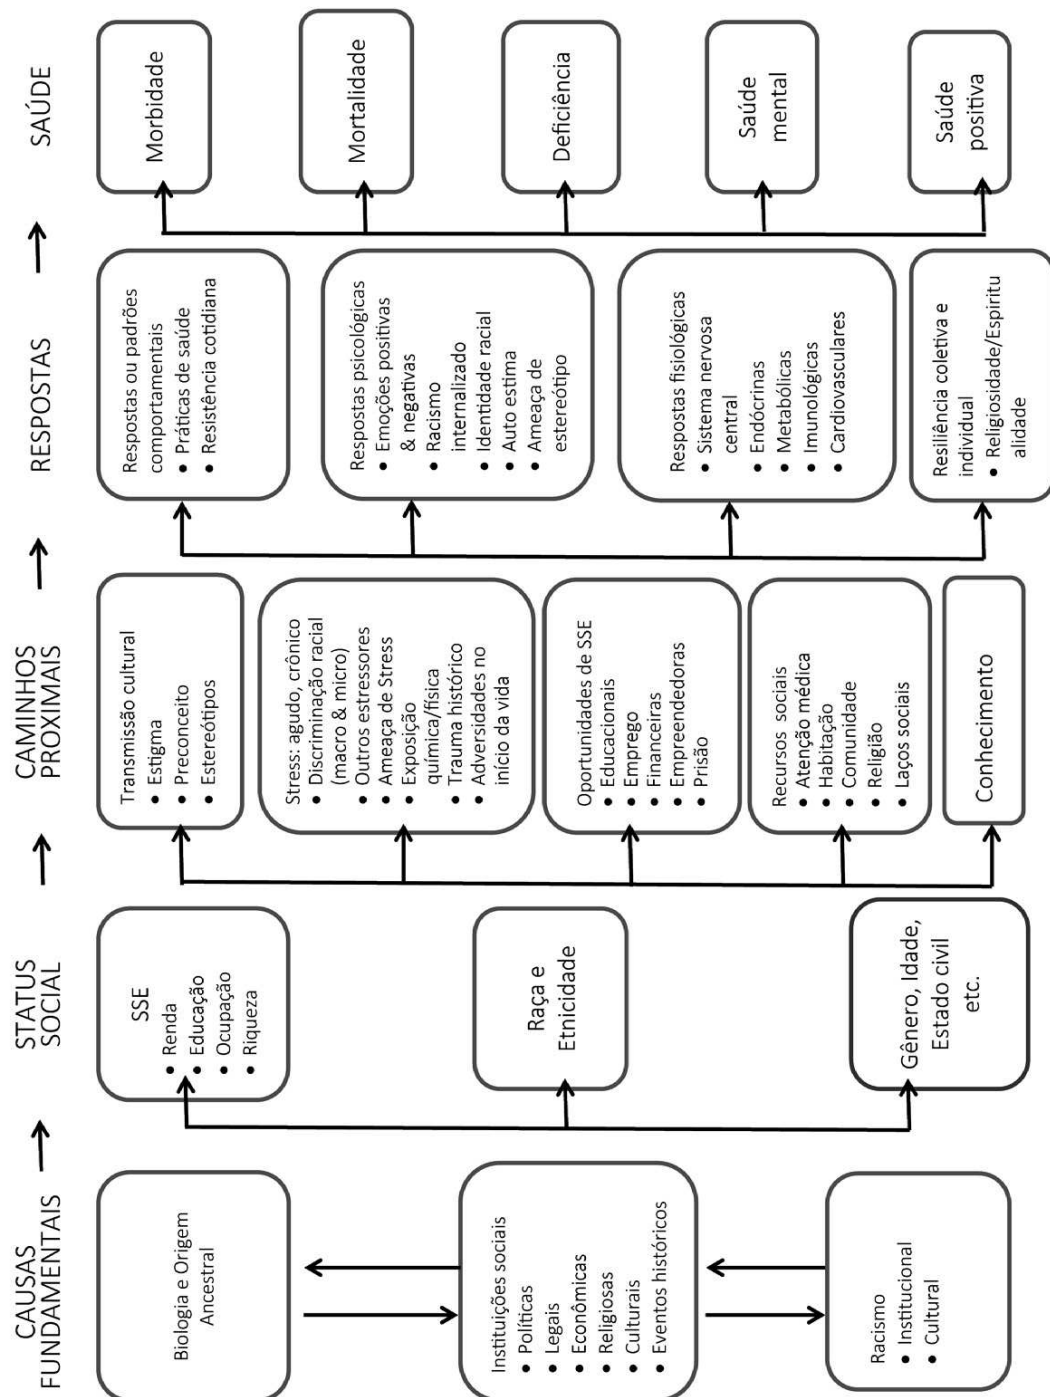 CAUSAS
FUNDAMENTAIS
STATUS
SOCIAL
CAMINHOS
PROXIMAIS
RESPOSTAS
SAÚDE
Biologia e Origem
Ancestral
Instituições sociais
• Políticas
• Legais
• Econômicas
• Religiosas
• Culturais
• Eventos históricos
Racismo
• Institucional
• Cultural
SSE
• Renda
• Educação
• Ocupação
• Riqueza
Raça e
Etnicidade
Gênero, Idade,
Estado civil
etc.
Transmissão cultural
• Estigma
• Preconceito
• Estereótipos
Stress: agudo, crônico
• Discriminação racial
(macro & micro)
• Outros estressores
• Ameaça de Stress
• Exposição
química/física
• Trauma histórico
• Adversidades no
início da vida
Oportunidades de SSE
• Educacionais
• Emprego
• Financeiras
• Empreendedoras
• Prisão
Recursos sociais
• Atenção médica
• Habitação
• Comunidade
• Religião
• Laços sociais
Conhecimento
Respostas ou padrões
comportamentais
• Práticas de saúde
• Resistência cotidiana
Respostas psicológicas
• Emoções positivas
& negativas
• Racismo
internalizado
• Identidade racial
• Auto estima
• Ameaça de
estereótipo
Respostas fisiológicas
• Sistema nervosa
central
• Endócrinas
• Metabólicas
• Imunológicas
• Cardiovasculares
Resiliência coletiva e
individual
• Religiosidade/Espiritu
alidade
Morbidade
Mortalidade
Deficiência
Saúde
mental
Saúde
positiva